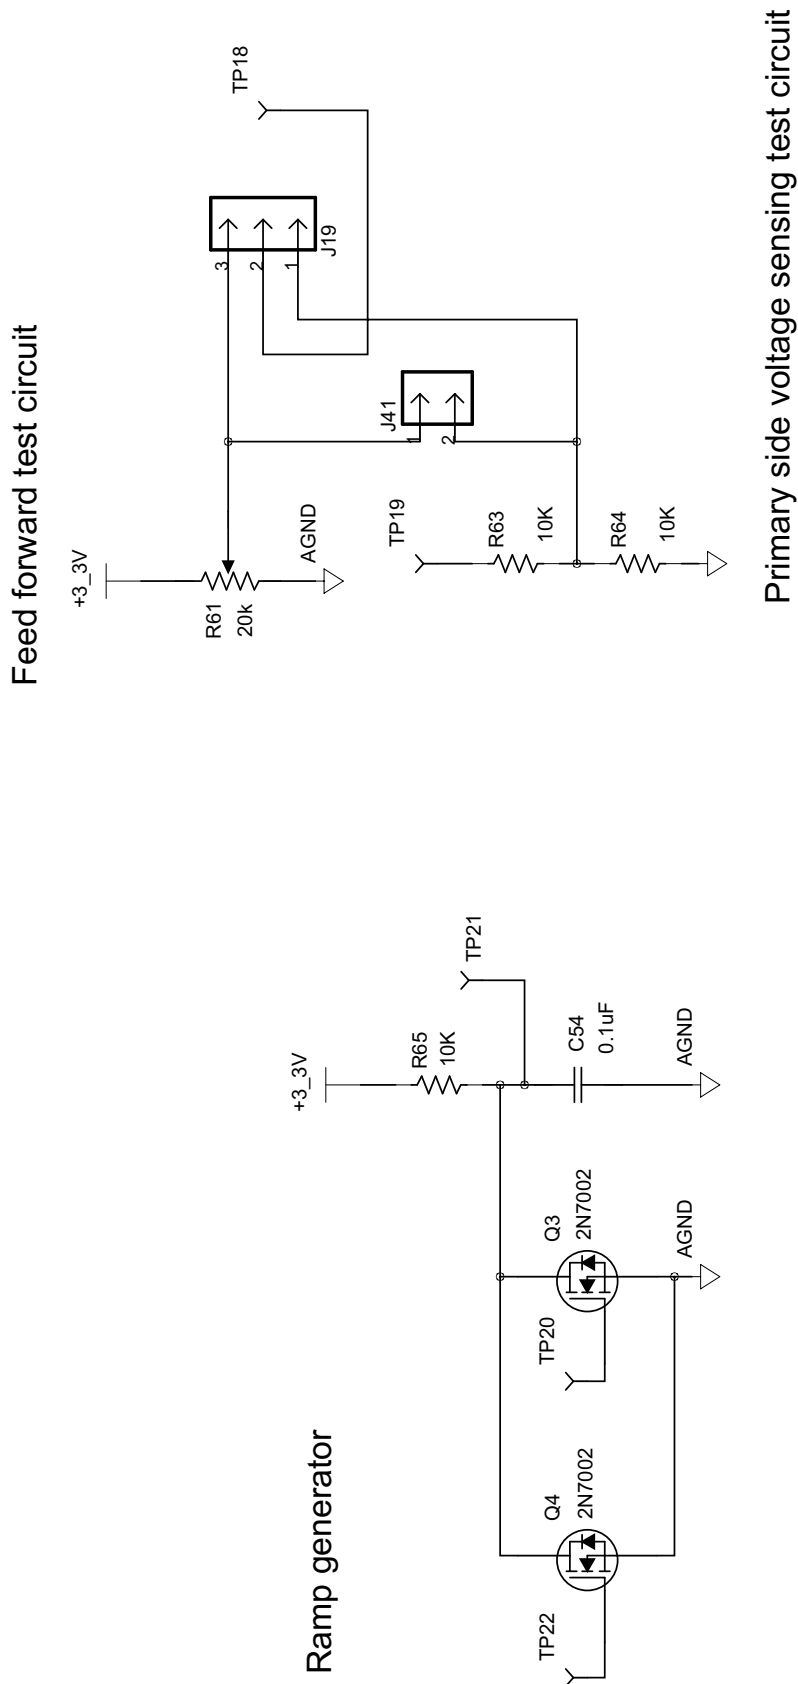 Feed forward test circuit
+3_3V
R61
20k
AGND
TP18
3
2
1
J19
J41
1
2
TP19
R63
10K
R64
10K
Primary side voltage sensing test circuit
Ramp generator
+3_3V
R65
10K
TP21
C54
0.1uF
AGND
Q3
2N7002
TP20
AGND
Q4
2N7002
TP22